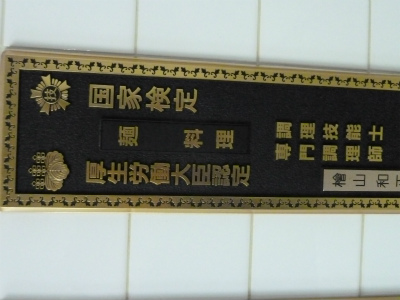 国家検定
麺料理
厚生労働大臣認定
調理技能士
専門調理師
檜山和正